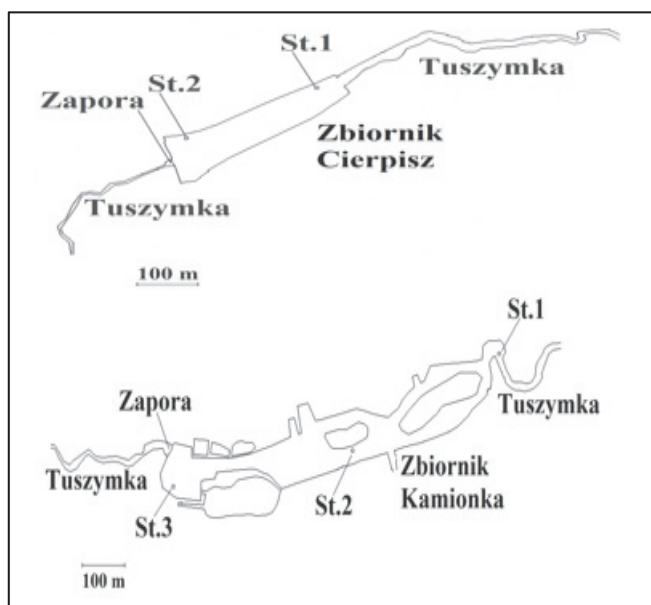 St.1
Tuszymka
St.2
Zapora
Zbiornik
Cierpisz
Tuszymka
100 m
St.1
Zapora
Tuszymka
Tuszymka
Zbiornik
Kamionka
St.2
St.3
100 m